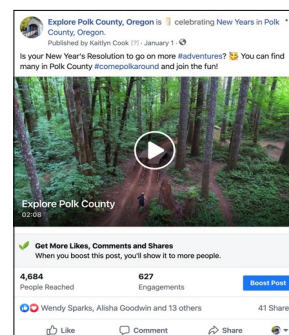 Explore Polk County, Oregon is celebrating New Years in Polk
County, Oregon.
Published by Kaitlyn Cook [?] · January 1 ·
Is your New Year's Resolution to go on more #adventures? You can find
many in Polk County #comepolkaround and join the fun!
Explore Polk County
02:08
Get More Likes, Comments and Shares
When you boost this post, you'll show it to more people.
4,684
People Reached
627
Engagements
Boost Post
Wendy Sparks, Alisha Goodwin and 13 others
41 Share
Like
Comment
Share